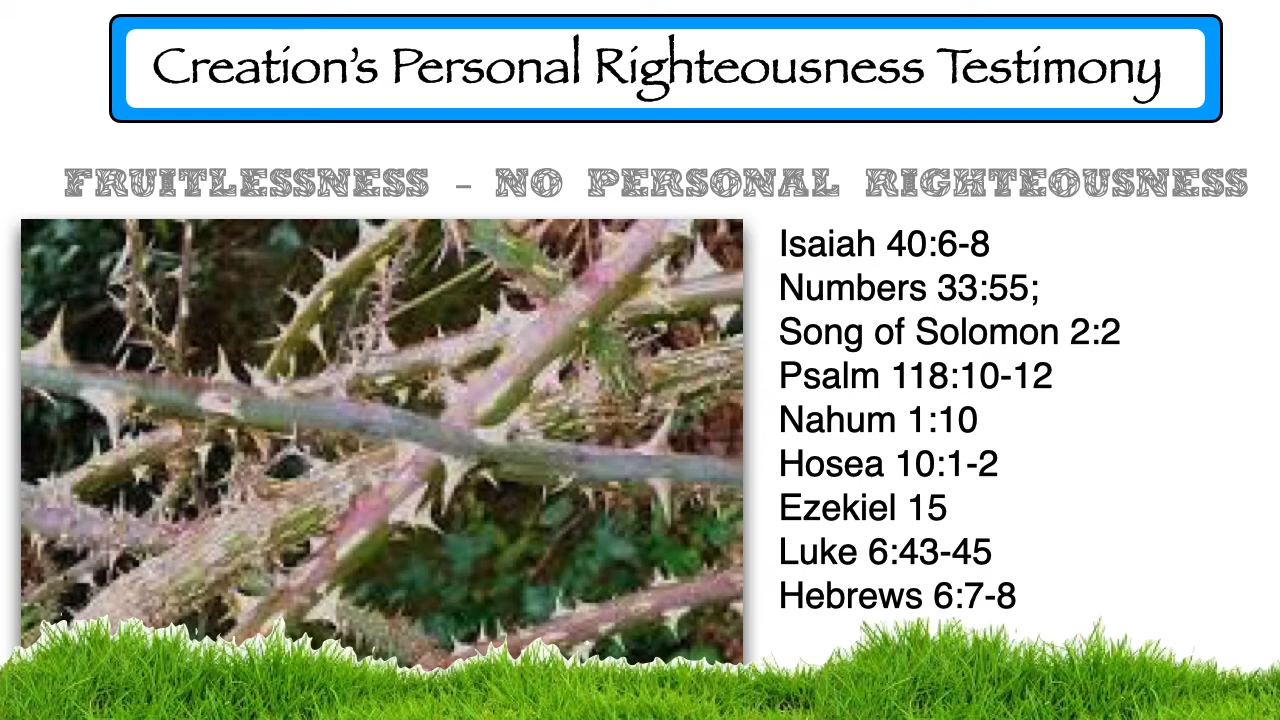 Creation's Personal Righteousness Testimony
FRUITLESSNESS - NO PERSONAL RIGHTEOUSNESS
Isaiah 40:6-8
Numbers 33:55;
Song of Solomon 2:2
Psalm 118:10-12
Nahum 1:10
Hosea 10:1-2
Ezekiel 15
Luke 6:43-45
Hebrews 6:7-8